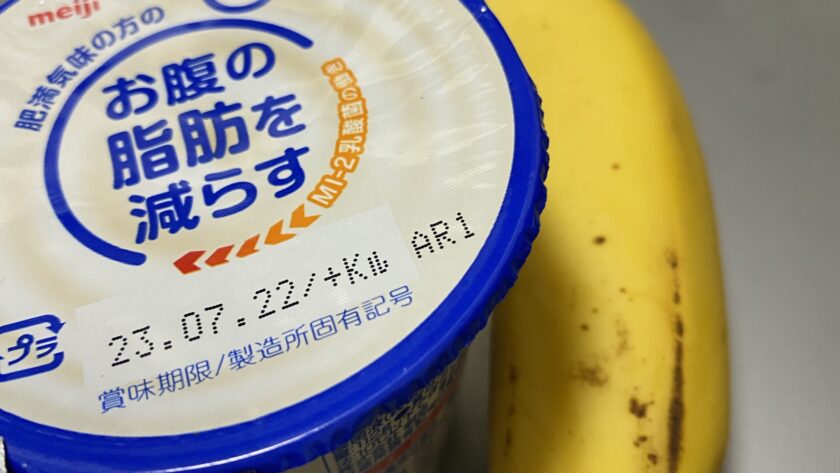 meiji
肥満気味の方の
お腹の
脂肪を
減らす
MI-2乳酸菌の働き
23.07.22/+Kル AR1
賞味期限/製造所固有記号
プラ